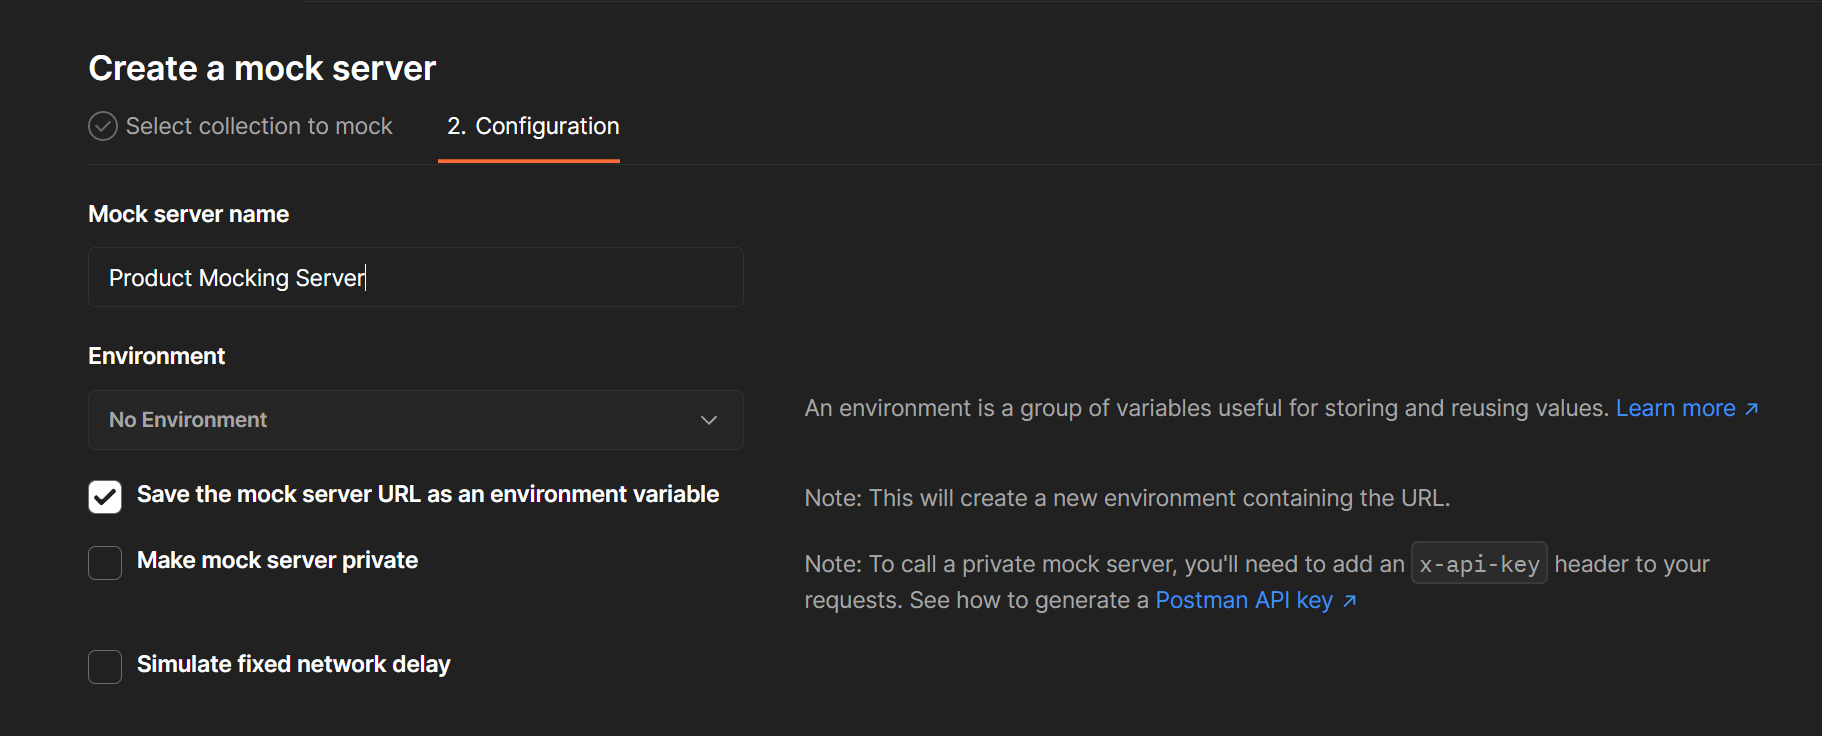 Create a mock server
Select collection to mock
2. Configuration
Mock server name
Product Mocking Server
Environment
No Environment
An environment is a group of variables useful for storing and reusing values. Learn more ↗
Save the mock server URL as an environment variable
Note: This will create a new environment containing the URL.
Make mock server private
Note: To call a private mock server, you'll need to add an x-api-key header to your
requests. See how to generate a Postman API key ↗
Simulate fixed network delay